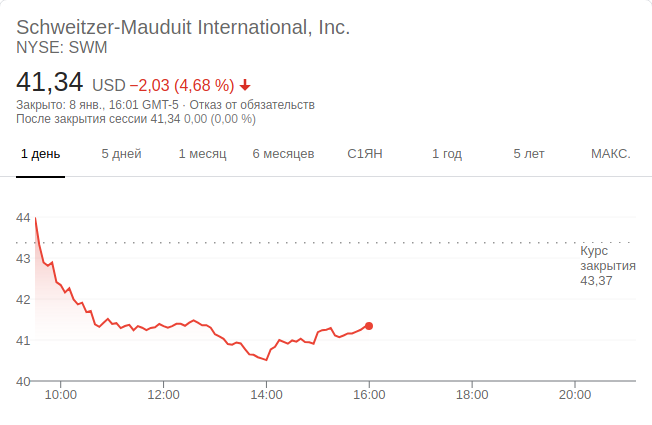 Schweitzer-Mauduit International, Inc.
NYSE: SWM
41,34 USD −2,03 (4,68 %)
Закрыто: 8 янв., 16:01 GMT-5 · Отказ от обязательств
После закрытия сессии 41,34 0,00 (0,00 %)
1 день 5 дней 1 месяц 6 месяцев С1ЯН 1 год 5 лет МАКС.
44
Курс
закрытия
43,37
43
42
41
40
10:00 12:00 14:00 16:00 18:00 20:00